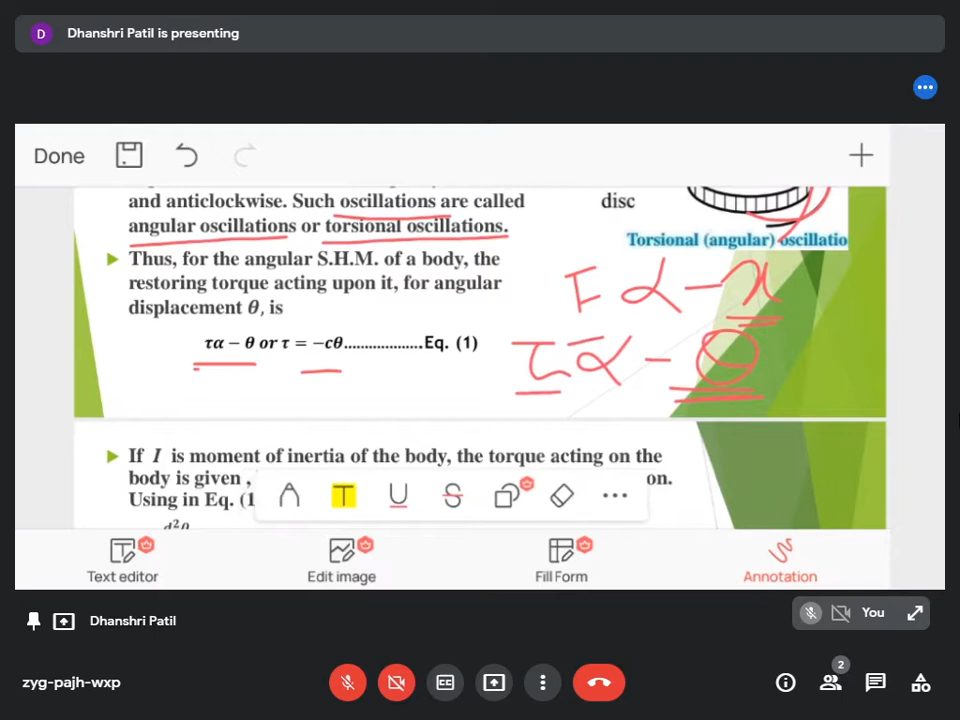 D Dhanshri Patil is presenting
Done
and anticlockwise. Such oscillations are called
angular oscillations or torsional oscillations.
disc
Torsional (angular) oscillatio
Thus, for the angular S.H.M. of a body, the
restoring torque acting upon it, for angular
displacement θ, is
τα − θ or τ = −cθ...................Eq. (1)
F ∝ − x
τ ∝ − θ
If I is moment of inertia of the body, the torque acting on the
body is given , on.
Using in Eq. (1
d²θ
T U S
Text editor Edit image Fill Form Annotation
You
Dhanshri Patil
zyg-pajh-wxp
CC
2